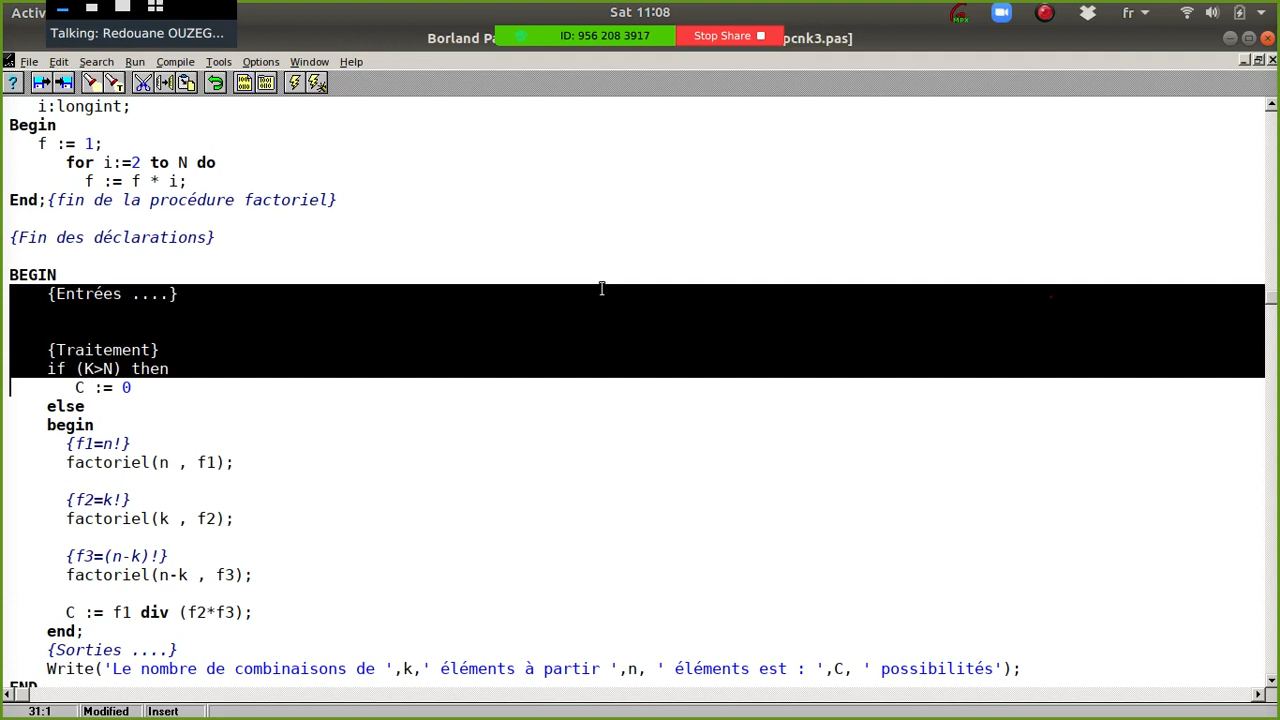 Activ
Sat 11:08
fr
Talking: Redouane OUZEG...
ID: 956 208 3917
Stop Share
Borland Pa
pcnk3.pas]
File Edit Search Run Compile Tools Options Window Help
i:longint;
Begin
f := 1;
for i:=2 to N do
f := f * i;
End;{fin de la procédure factoriel}
{Fin des déclarations}
BEGIN
{Entrées ....}
{Traitement}
if (K>N) then
C := 0
else
begin
{f1=n!}
factoriel(n , f1);
{f2=k!}
factoriel(k , f2);
{f3=(n-k)!}
factoriel(n-k , f3);
C := f1 div (f2*f3);
end;
{Sorties ....}
Write('Le nombre de combinaisons de ',k,' éléments à partir ',n, ' éléments est : ',C, ' possibilités');
END
31:1 Modified Insert